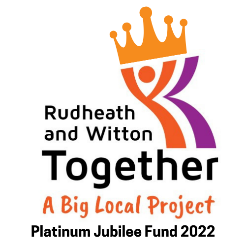 Rudheath
and Witton
Together
A Big Local Project
Platinum Jubilee Fund 2022